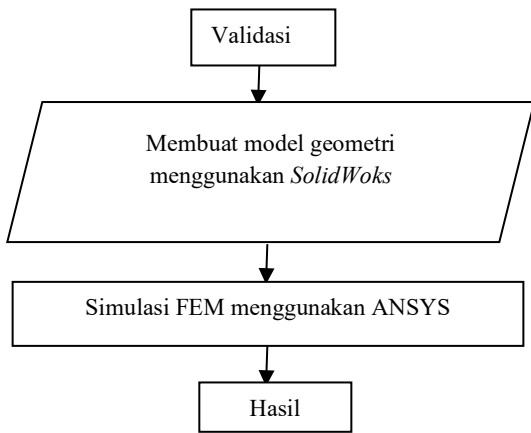 Validasi
Membuat model geometri
menggunakan SolidWoks
Simulasi FEM menggunakan ANSYS
Hasil